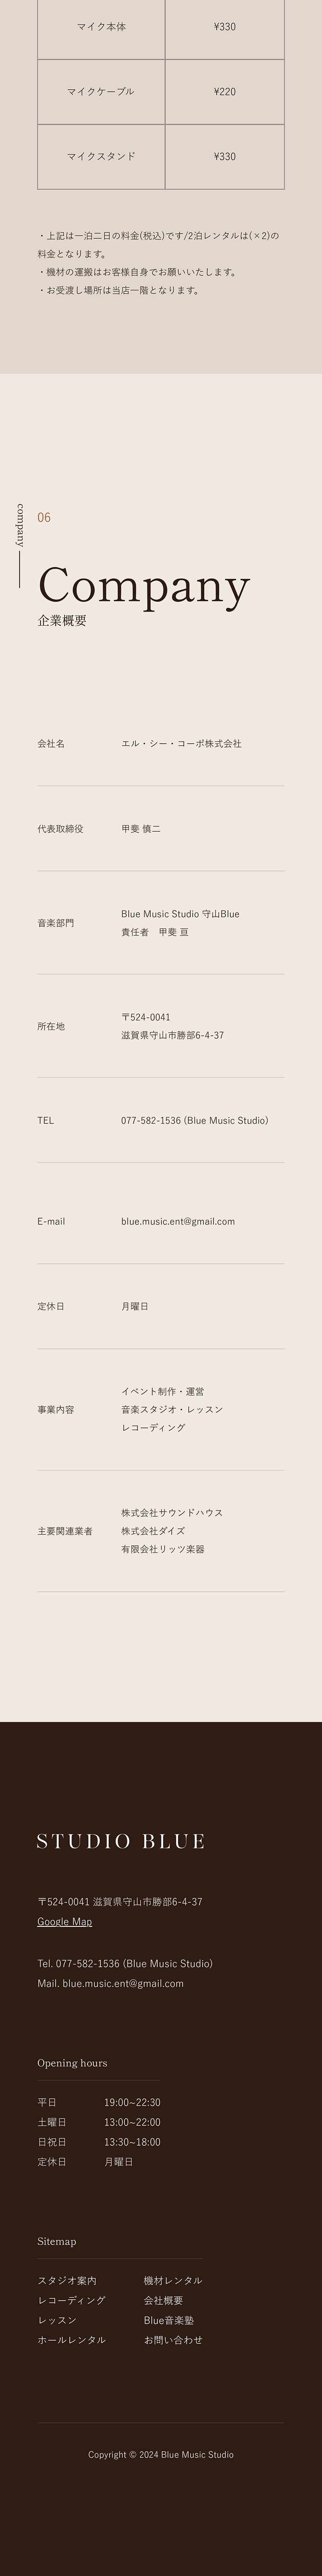 マイク本体 ¥330
マイクケーブル ¥220
マイクスタンド ¥330
・上記は一泊二日の料金(税込)です/2泊レンタルは(×2)の
料金となります。
・機材の運搬はお客様自身でお願いいたします。
・お受渡し場所は当店一階となります。
company
06
Company
企業概要
会社名 エル・シー・コーポ株式会社
代表取締役 甲斐 慎二
音楽部門 Blue Music Studio 守山Blue
責任者　甲斐 亘
所在地 〒524-0041
滋賀県守山市勝部6-4-37
TEL 077-582-1536 (Blue Music Studio)
E-mail blue.music.ent@gmail.com
定休日 月曜日
事業内容 イベント制作・運営
音楽スタジオ・レッスン
レコーディング
主要関連業者 株式会社サウンドハウス
株式会社ダイズ
有限会社リッツ楽器
STUDIO BLUE
〒524-0041 滋賀県守山市勝部6-4-37
Google Map
Tel. 077-582-1536 (Blue Music Studio)
Mail. blue.music.ent@gmail.com
Opening hours
平日 19:00~22:30
土曜日 13:00~22:00
日祝日 13:30~18:00
定休日 月曜日
Sitemap
スタジオ案内 機材レンタル
レコーディング 会社概要
レッスン Blue音楽塾
ホールレンタル お問い合わせ
Copyright © 2024 Blue Music Studio